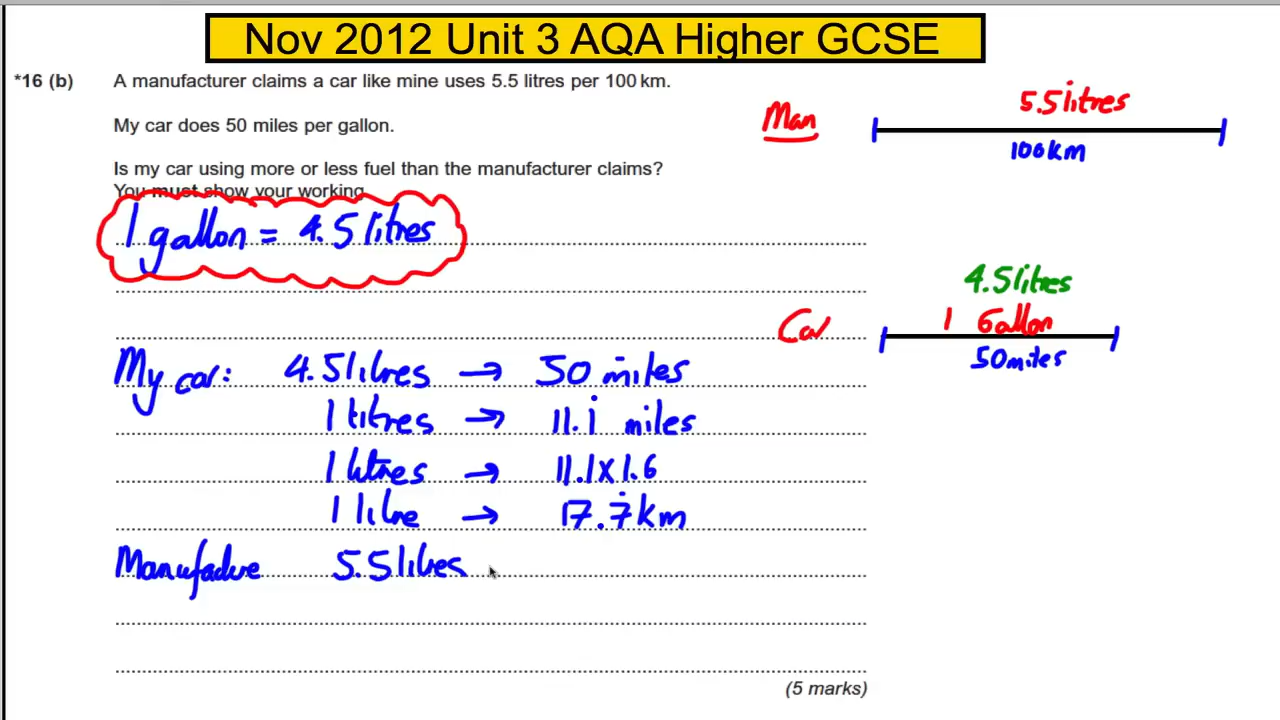 Nov 2012 Unit 3 AQA Higher GCSE
*16 (b) A manufacturer claims a car like mine uses 5.5 litres per 100 km.
My car does 50 miles per gallon.
Is my car using more or less fuel than the manufacturer claims?
You must show your working
1 gallon = 4.5 litres
My car: 4.5 litres → 50 miles
1 litres → 11.1̇ miles
1 litres → 11.1 x 1.6
1 litre → 17.7̇ km
Manufacture 5.5 litres
(5 marks)
Man
5.5 litres
100km
4.5 litres
Car
1 Gallon
50 miles